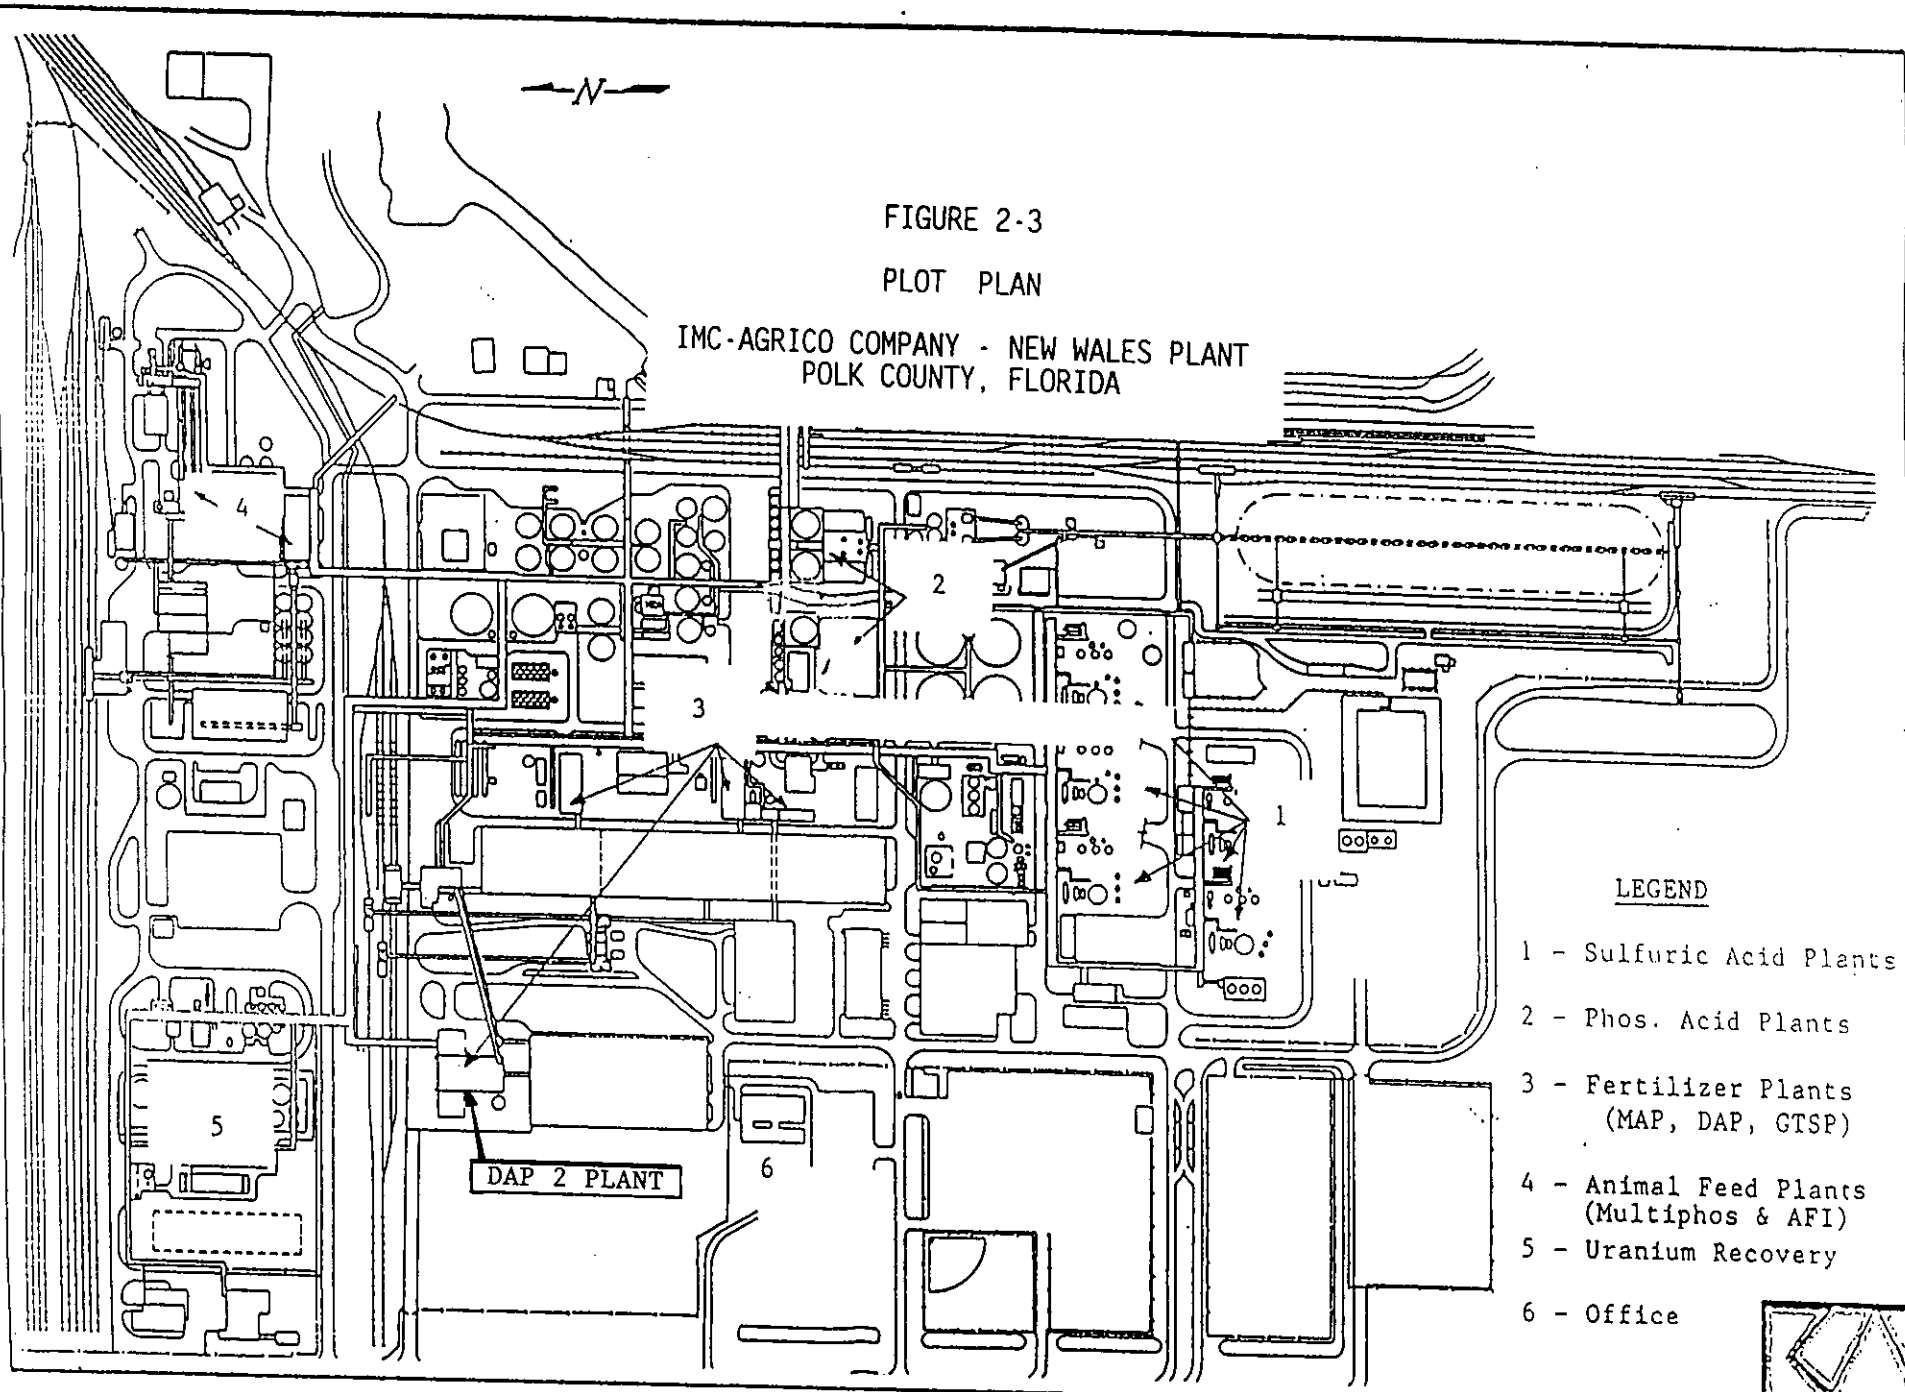 N
FIGURE 2-3
PLOT PLAN
IMC-AGRICO COMPANY - NEW WALES PLANT
POLK COUNTY, FLORIDA
4
2
3
1
5
6
DAP 2 PLANT
LEGEND
1 - Sulfuric Acid Plants
2 - Phos. Acid Plants
3 - Fertilizer Plants
(MAP, DAP, GTSP)
4 - Animal Feed Plants
(Multiphos & AFI)
5 - Uranium Recovery
6 - Office